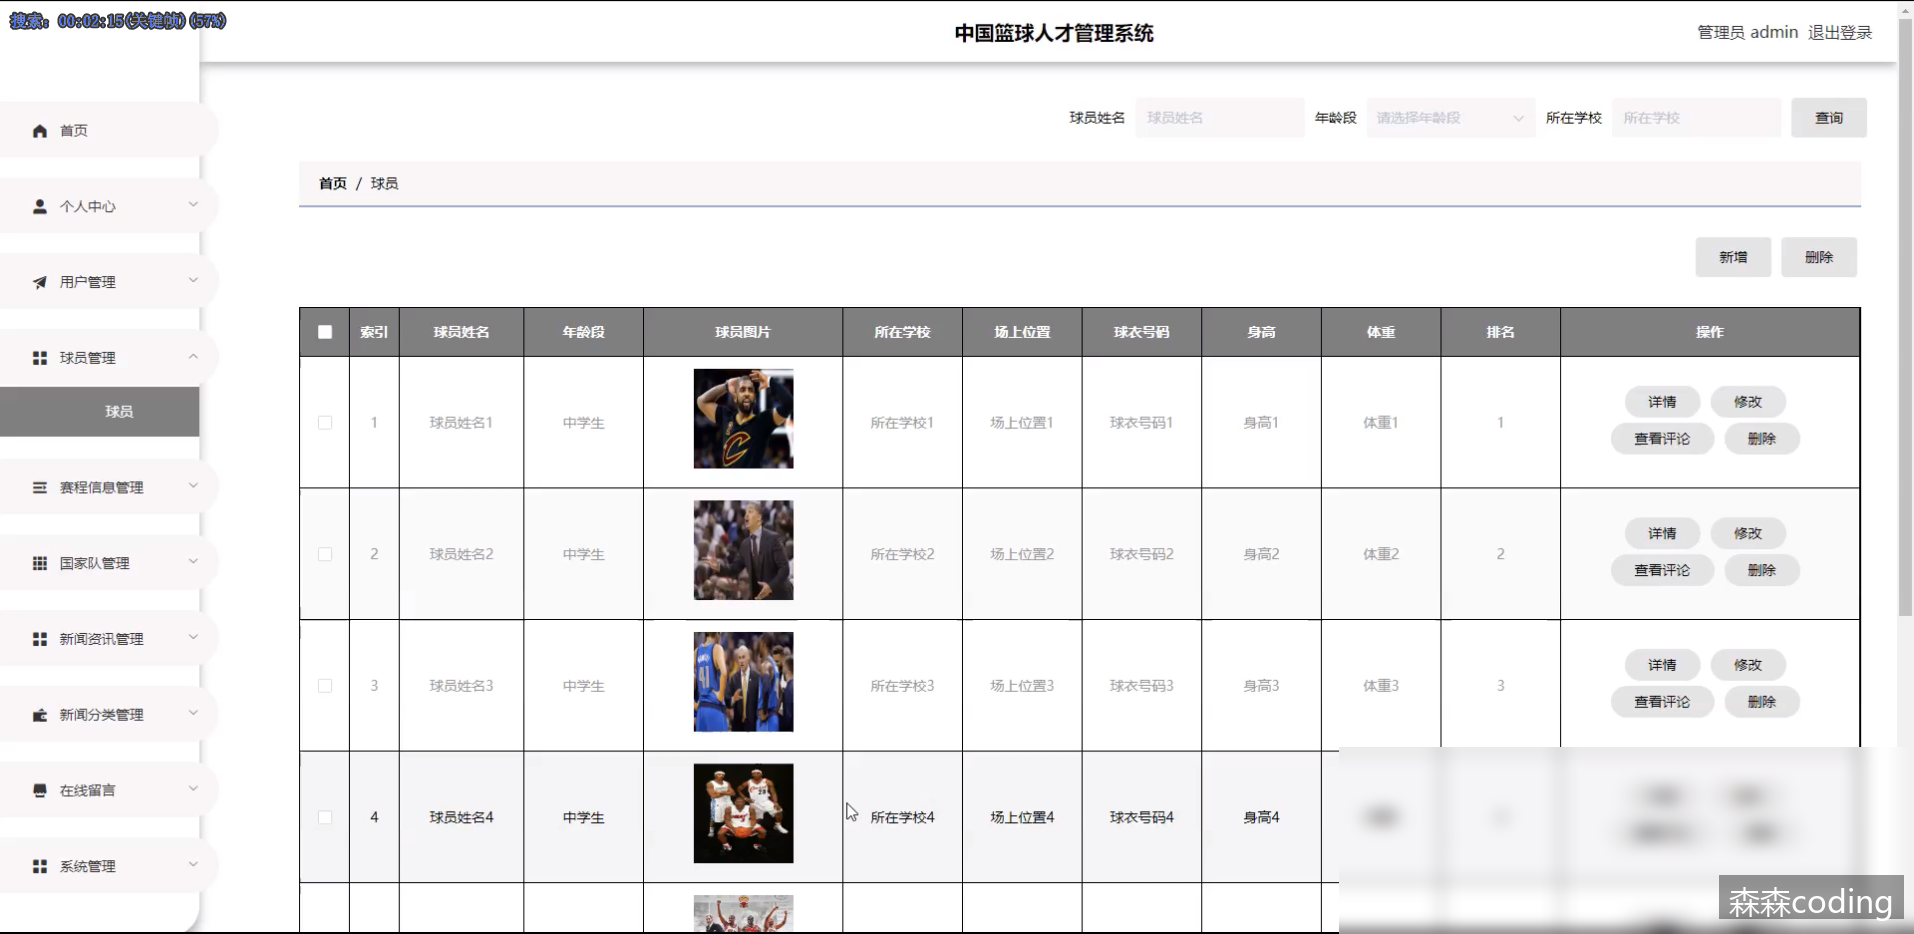 搜索: 00:02:15(关键帧)(57%)
中国篮球人才管理系统
管理员 admin 退出登录
球员姓名 球员姓名 年龄段 请选择年龄段 所在学校 所在学校 查询
首页 / 球员
新增 删除
首页
个人中心
用户管理
球员管理
球员
赛程信息管理
国家队管理
新闻资讯管理
新闻分类管理
在线留言
系统管理
索引 球员姓名 年龄段 球员图片 所在学校 场上位置 球衣号码 身高 体重 排名 操作
1 球员姓名1 中学生 所在学校1 场上位置1 球衣号码1 身高1 体重1 1 详情 修改
查看评论 删除
2 球员姓名2 中学生 所在学校2 场上位置2 球衣号码2 身高2 体重2 2 详情 修改
查看评论 删除
3 球员姓名3 中学生 所在学校3 场上位置3 球衣号码3 身高3 体重3 3 详情 修改
查看评论 删除
4 球员姓名4 中学生 所在学校4 场上位置4 球衣号码4 身高4
41
森森coding